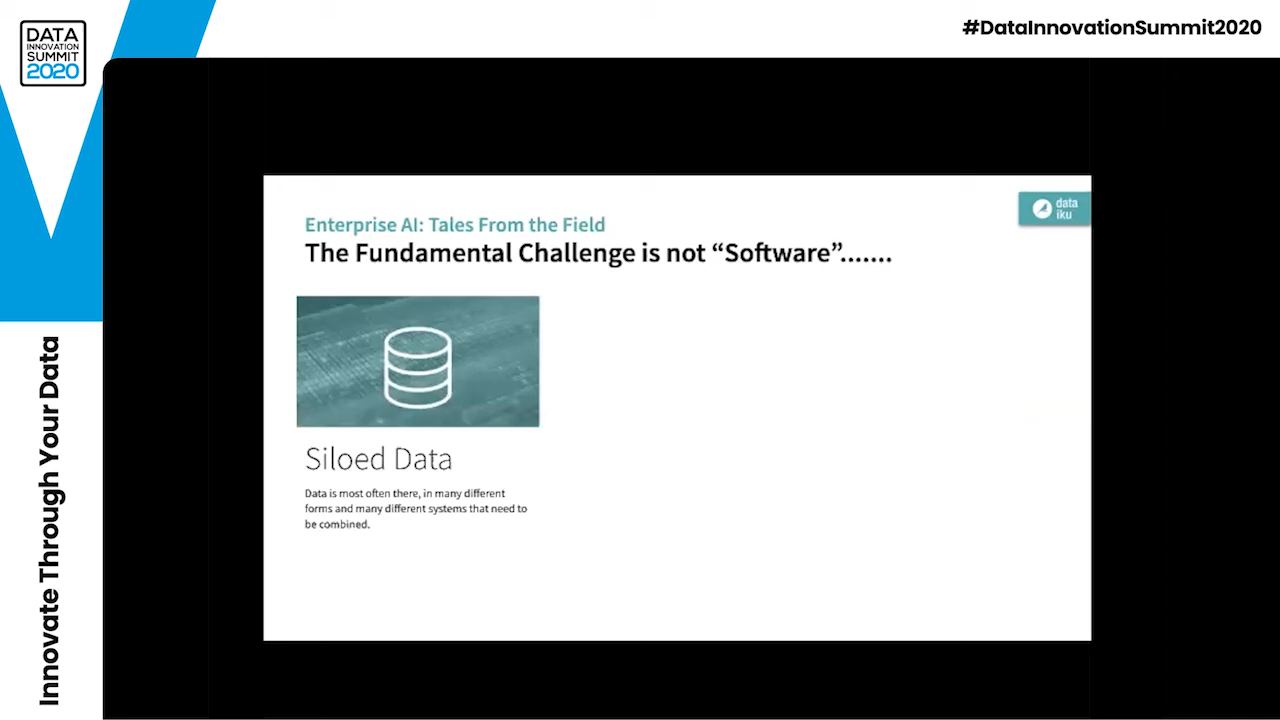 DATA
INNOVATION
SUMMIT
2020
#DataInnovationSummit2020
Innovate Through Your Data
Enterprise AI: Tales From the Field
The Fundamental Challenge is not “Software”.......
data
iku
Siloed Data
Data is most often there, in many different
forms and many different systems that need to
be combined.